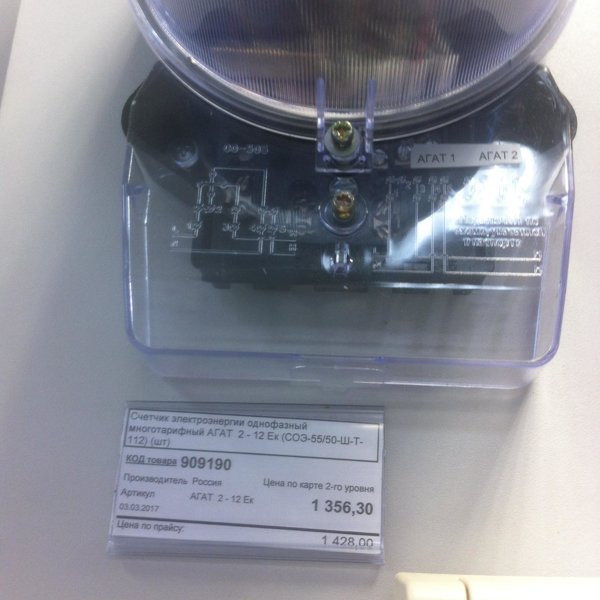 АГАТ 1 АГАТ 2
Счетчик электроэнергии однофазный
многотарифный АГАТ 2 - 12 Ек (СОЭ-55/50-Ш-Т-
112) (шт)
КОД товара 909190
Производитель Россия Цена по карте 2-го уровня
Артикул АГАТ 2 - 12 Ек 1 356,30
03.03.2017
Цена по прайсу:
1 428,00